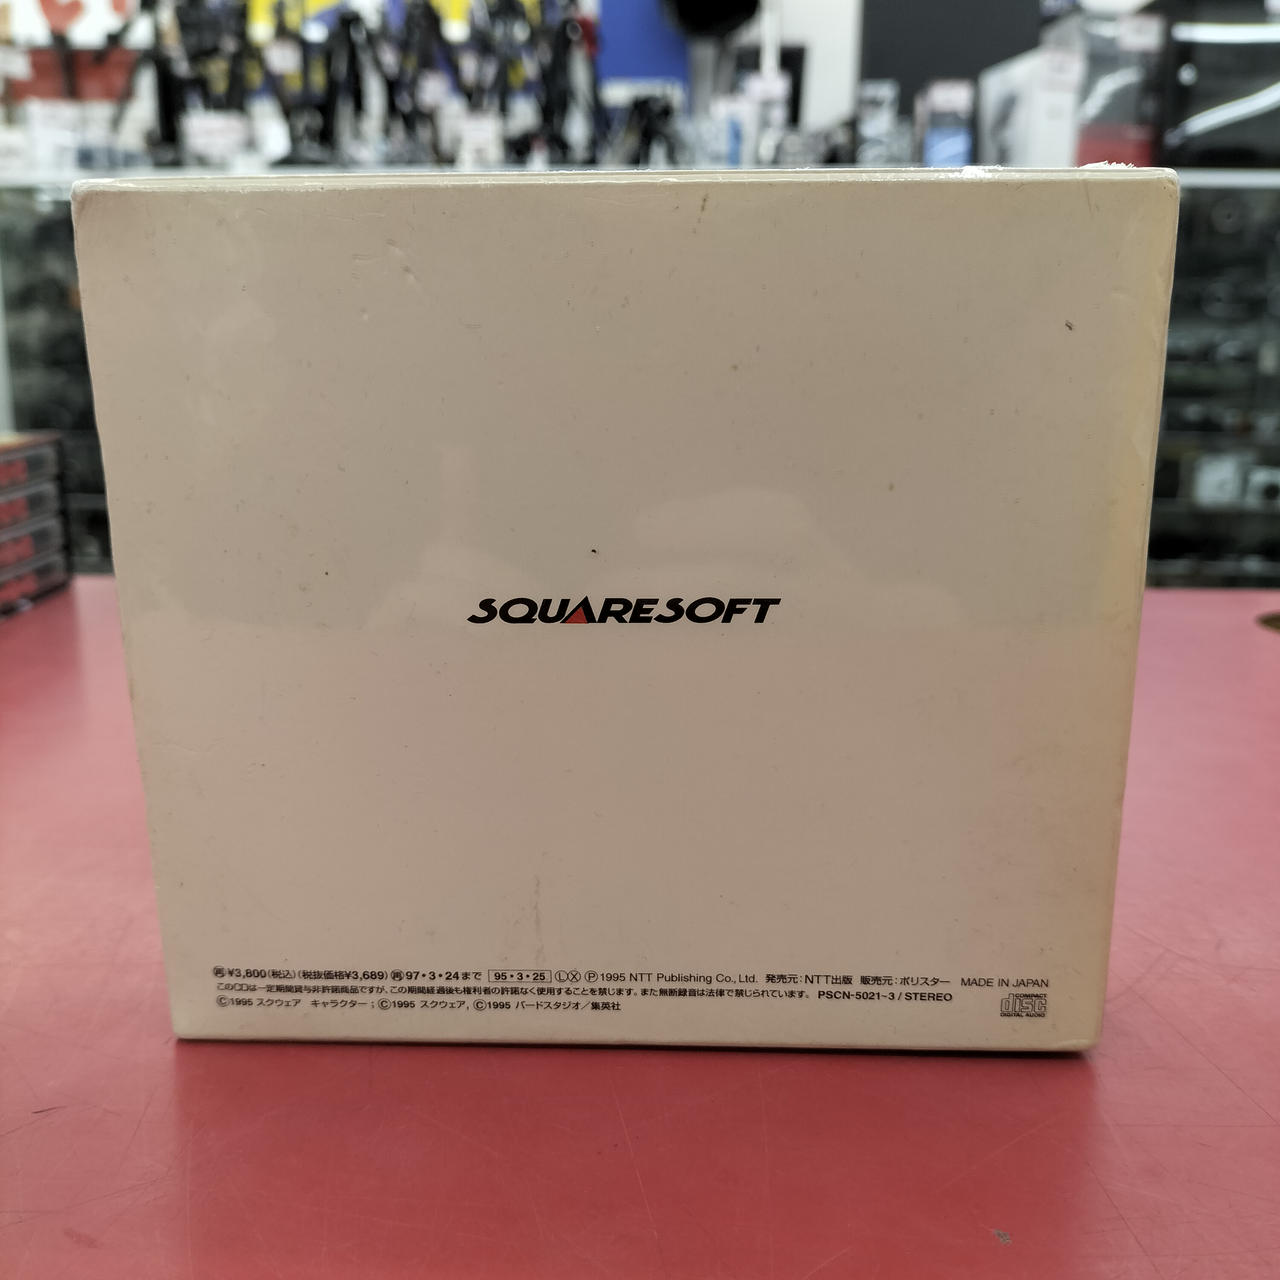 SQUARESOFT
再¥3,800(税込)(税抜価格¥3,689)再97・3・24まで 95・3・25 ⓁⓍ Ⓟ1995 NTT Publishing Co., Ltd. 発売元：NTT出版 販売元：ポリスター MADE IN JAPAN
このCDは一定期間貸与非許諾商品ですが、この期間経過後も権利者の許諾なく使用することを禁じます。また無断録音は法律で禁じられています。 PSCN-5021~3 / STEREO
Ⓒ1995 スクウェア キャラクター；Ⓒ1995 スクウェア, Ⓒ1995 バードスタジオ／集英社
COMPACT
disc
DIGITAL AUDIO